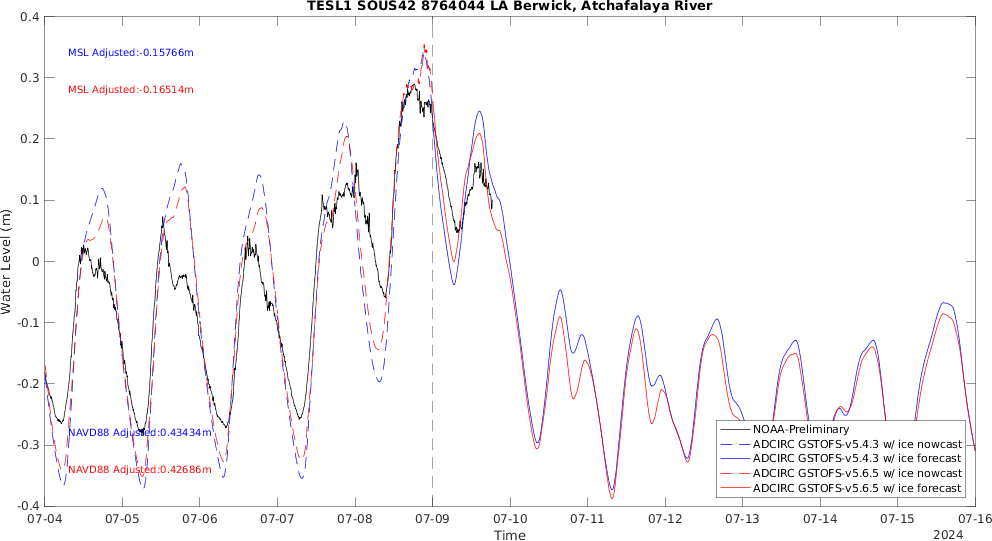 TESL1 SOUS42 8764044 LA Berwick, Atchafalaya River
MSL Adjusted:-0.15766m
MSL Adjusted:-0.16514m
NAVD88 Adjusted:0.43434m
NAVD88 Adjusted:0.42686m
Water Level (m)
0.4
0.3
0.2
0.1
0
-0.1
-0.2
-0.3
-0.4
07-04 07-05 07-06 07-07 07-08 07-09 07-10 07-11 07-12 07-13 07-14 07-15 07-16
Time
2024
NOAA-Preliminary
ADCIRC GSTOFS-v5.4.3 w/ ice nowcast
ADCIRC GSTOFS-v5.4.3 w/ ice forecast
ADCIRC GSTOFS-v5.6.5 w/ ice nowcast
ADCIRC GSTOFS-v5.6.5 w/ ice forecast